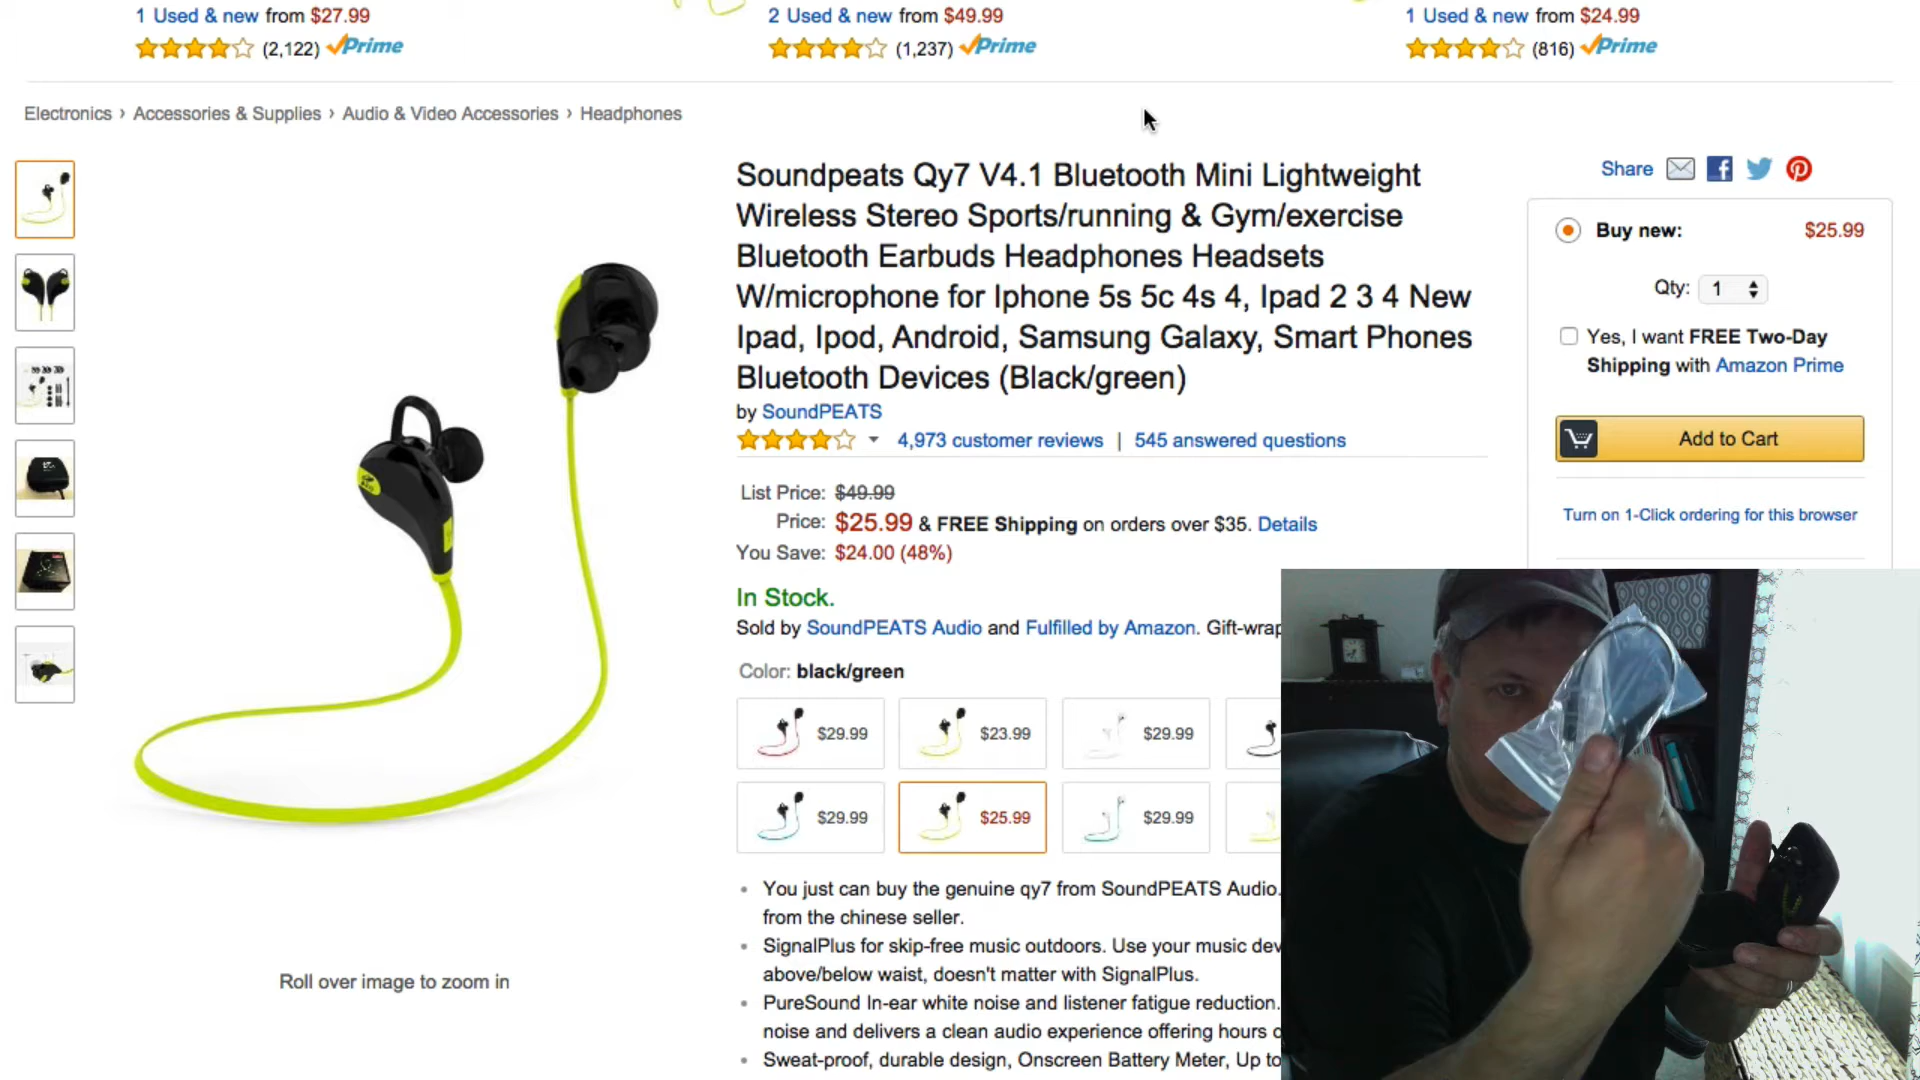 1 Used & new from $27.99
(2,122) Prime
2 Used & new from $49.99
(1,237) Prime
1 Used & new from $24.99
(816) Prime
Electronics › Accessories & Supplies › Audio & Video Accessories › Headphones
Soundpeats Qy7 V4.1 Bluetooth Mini Lightweight
Wireless Stereo Sports/running & Gym/exercise
Bluetooth Earbuds Headphones Headsets
W/microphone for Iphone 5s 5c 4s 4, Ipad 2 3 4 New
Ipad, Ipod, Android, Samsung Galaxy, Smart Phones
Bluetooth Devices (Black/green)
by SoundPEATS
4,973 customer reviews | 545 answered questions
List Price: $49.99
Price: $25.99 & FREE Shipping on orders over $35. Details
You Save: $24.00 (48%)
In Stock.
Sold by SoundPEATS Audio and Fulfilled by Amazon. Gift-wrap
Color: black/green
$29.99
$23.99
$29.99
$29.99
$25.99
$29.99
• You just can buy the genuine qy7 from SoundPEATS Audio.
from the chinese seller.
• SignalPlus for skip-free music outdoors. Use your music dev
above/below waist, doesn't matter with SignalPlus.
• PureSound In-ear white noise and listener fatigue reduction.
noise and delivers a clean audio experience offering hours o
• Sweat-proof, durable design, Onscreen Battery Meter, Up to
Roll over image to zoom in
Share
Buy new: $25.99
Qty: 1
Yes, I want FREE Two-Day
Shipping with Amazon Prime
Add to Cart
Turn on 1-Click ordering for this browser